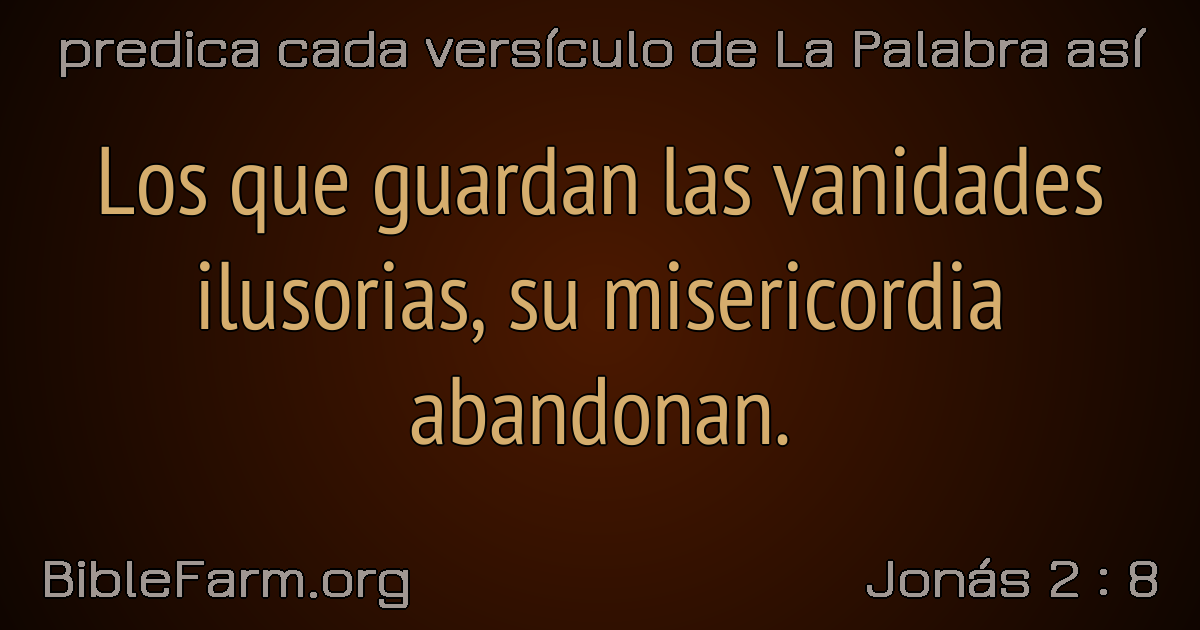 predica cada versículo de La Palabra así
Los que guardan las vanidades
ilusorias, su misericordia
abandonan.
BibleFarm.org
Jonás 2 : 8